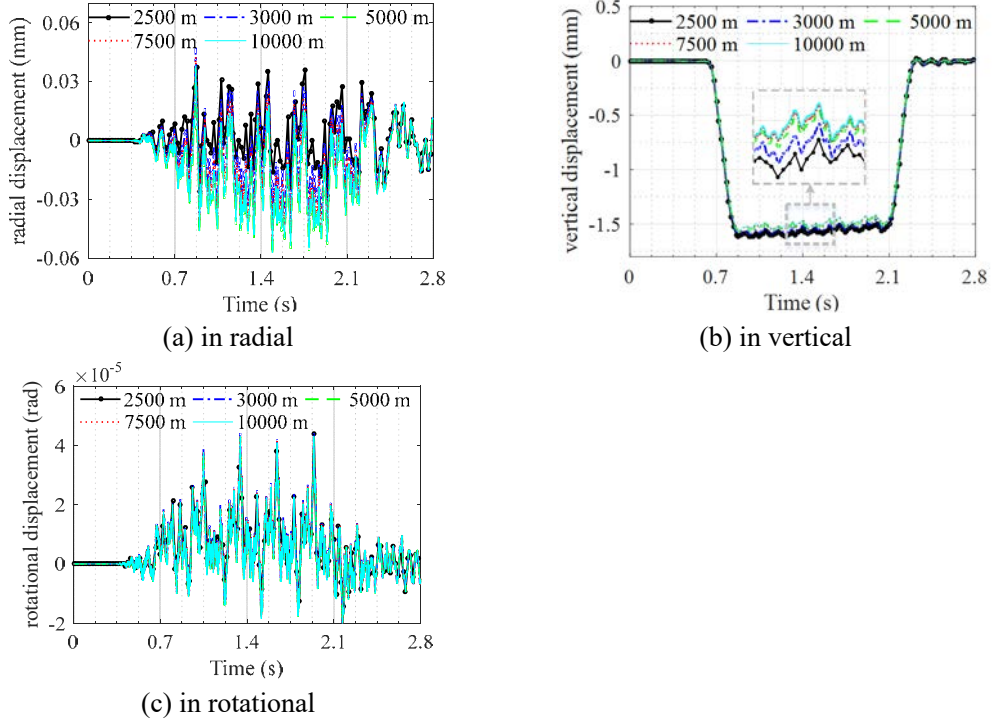 2500 m 3000 m 5000 m
7500 m 10000 m
radial displacement (mm)
0.06
0.03
0
-0.03
-0.06
0 0.7 1.4 2.1 2.8
Time (s)
(a) in radial
2500 m 3000 m 5000 m
7500 m 10000 m
vertical displacement (mm)
0.5
0
-0.5
-1
-1.5
0 0.7 1.4 2.1 2.8
Time (s)
(b) in vertical
×10⁻⁵
2500 m 3000 m 5000 m
7500 m 10000 m
rotational displacement (rad)
6
4
2
0
-2
0 0.7 1.4 2.1 2.8
Time (s)
(c) in rotational